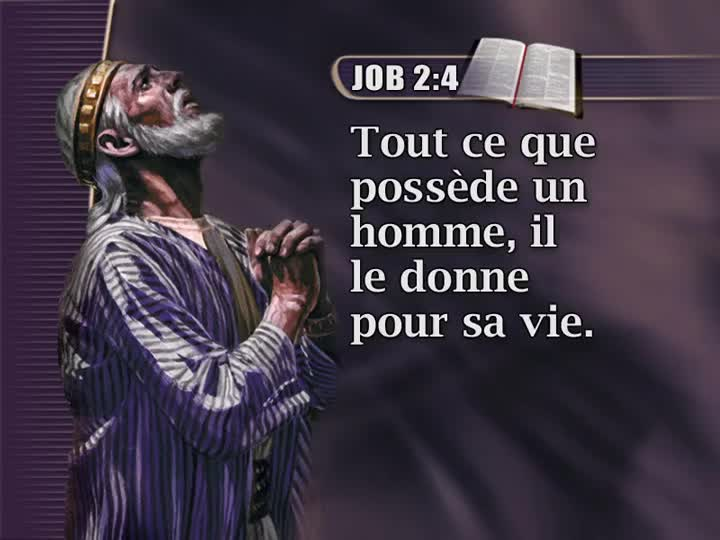 JOB 2:4
Tout ce que
possède un
homme, il
le donne
pour sa vie.